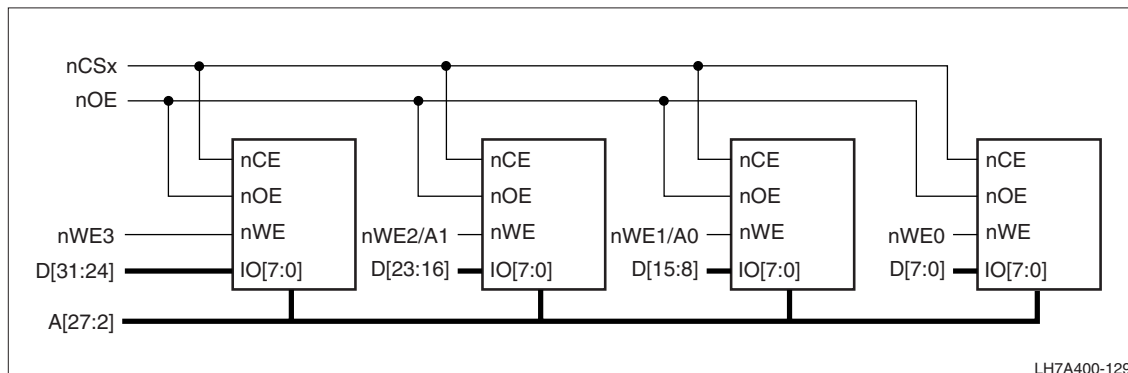 nCSx
nOE
nCE nCE nCE nCE
nOE nOE nOE nOE
nWE3 nWE nWE2/A1 nWE nWE1/A0 nWE nWE0 nWE
D[31:24] IO[7:0] D[23:16] IO[7:0] D[15:8] IO[7:0] D[7:0] IO[7:0]
A[27:2]
LH7A400-129